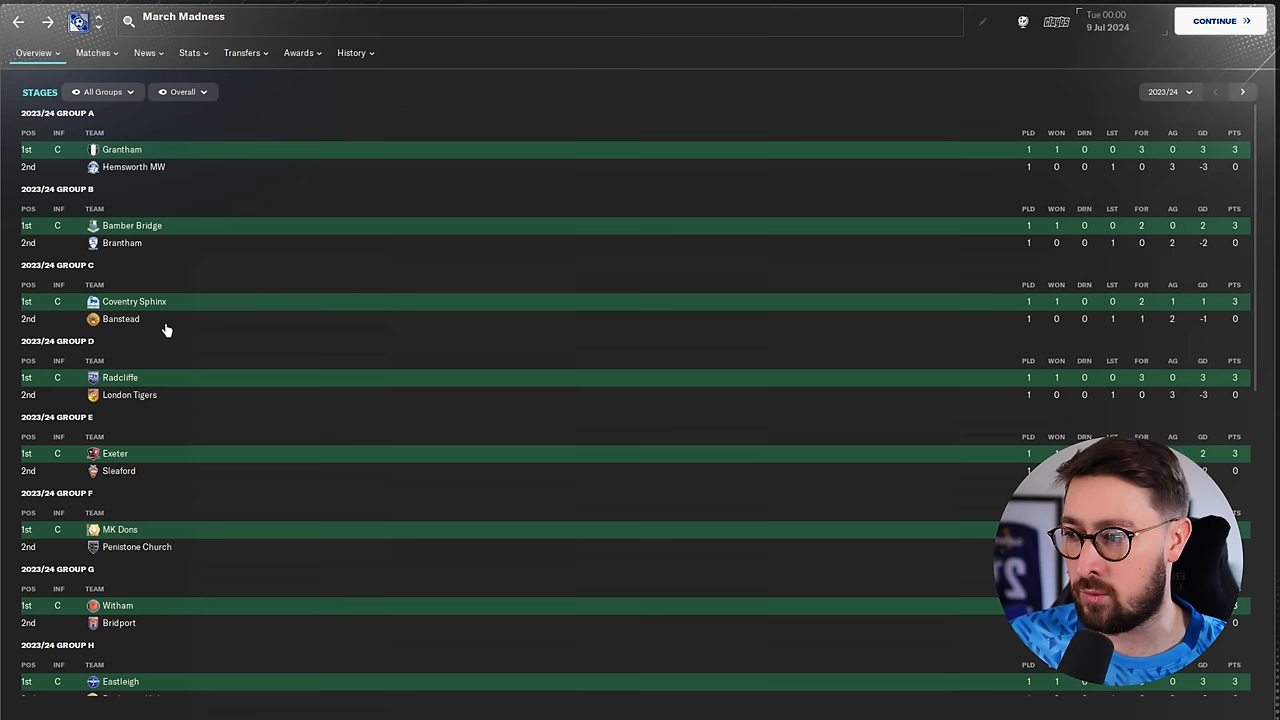 March Madness
clayts
Tue 00:00
9 Jul 2024
CONTINUE
Overview Matches News Stats Transfers Awards History
STAGES All Groups Overall 2023/24
2023/24 GROUP A
POS INF TEAM PLD WON DRN LST FOR AG GD PTS
1st C Grantham 1 1 0 0 3 0 3 3
2nd Hemsworth MW 1 0 0 1 0 3 -3 0
2023/24 GROUP B
POS INF TEAM PLD WON DRN LST FOR AG GD PTS
1st C Bamber Bridge 1 1 0 0 2 0 2 3
2nd Brantham 1 0 0 1 0 2 -2 0
2023/24 GROUP C
POS INF TEAM PLD WON DRN LST FOR AG GD PTS
1st C Coventry Sphinx 1 1 0 0 2 1 1 3
2nd Banstead 1 0 0 1 1 2 -1 0
2023/24 GROUP D
POS INF TEAM PLD WON DRN LST FOR AG GD PTS
1st C Radcliffe 1 1 0 0 3 0 3 3
2nd London Tigers 1 0 0 1 0 3 -3 0
2023/24 GROUP E
POS INF TEAM PLD WON DRN LST FOR AG GD PTS
1st C Exeter 1 2 3
2nd Sleaford 1 0
2023/24 GROUP F
POS INF TEAM PLD WON
1st C MK Dons
2nd Penistone Church
2023/24 GROUP G
POS INF TEAM PLD PTS
1st C Witham 1
2nd Bridport 1 0
2023/24 GROUP H
POS INF TEAM PLD WON AG GD PTS
1st C Eastleigh 1 1 0 3 3